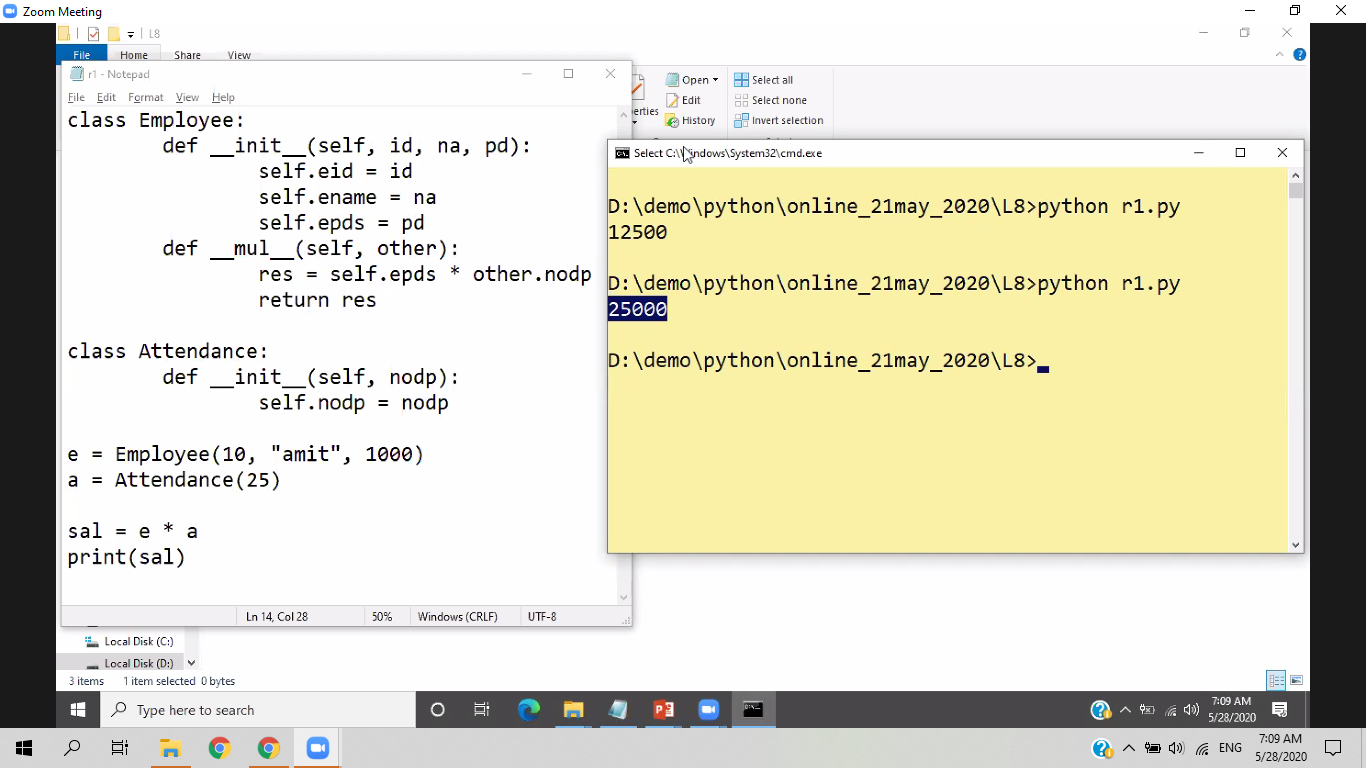 Zoom Meeting
L8
File Home Share View
r1 - Notepad
File Edit Format View Help
class Employee:
def __init__(self, id, na, pd):
self.eid = id
self.ename = na
self.epds = pd
def __mul__(self, other):
res = self.epds * other.nodp
return res
class Attendance:
def __init__(self, nodp):
self.nodp = nodp
e = Employee(10, "amit", 1000)
a = Attendance(25)
sal = e * a
print(sal)
Ln 14, Col 28 50% Windows (CRLF) UTF-8
Open Select all
Edit Select none
History Invert selection
Select C:\Windows\System32\cmd.exe
D:\demo\python\online_21may_2020\L8>python r1.py
12500
D:\demo\python\online_21may_2020\L8>python r1.py
25000
D:\demo\python\online_21may_2020\L8>
Local Disk (C:)
Local Disk (D:)
3 items 1 item selected 0 bytes
Type here to search
7:09 AM
5/28/2020
ENG
7:09 AM
5/28/2020